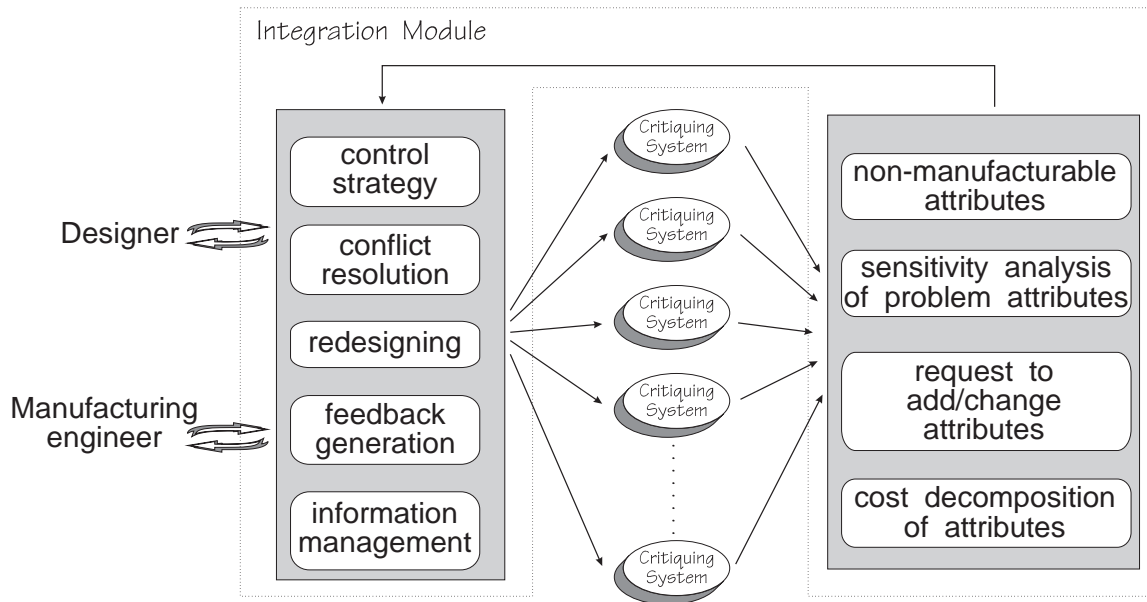 Integration Module
Designer
Manufacturing
engineer
control
strategy
conflict
resolution
redesigning
feedback
generation
information
management
Critiquing
System
Critiquing
System
Critiquing
System
Critiquing
System
Critiquing
System
non-manufacturable
attributes
sensitivity analysis
of problem attributes
request to
add/change
attributes
cost decomposition
of attributes